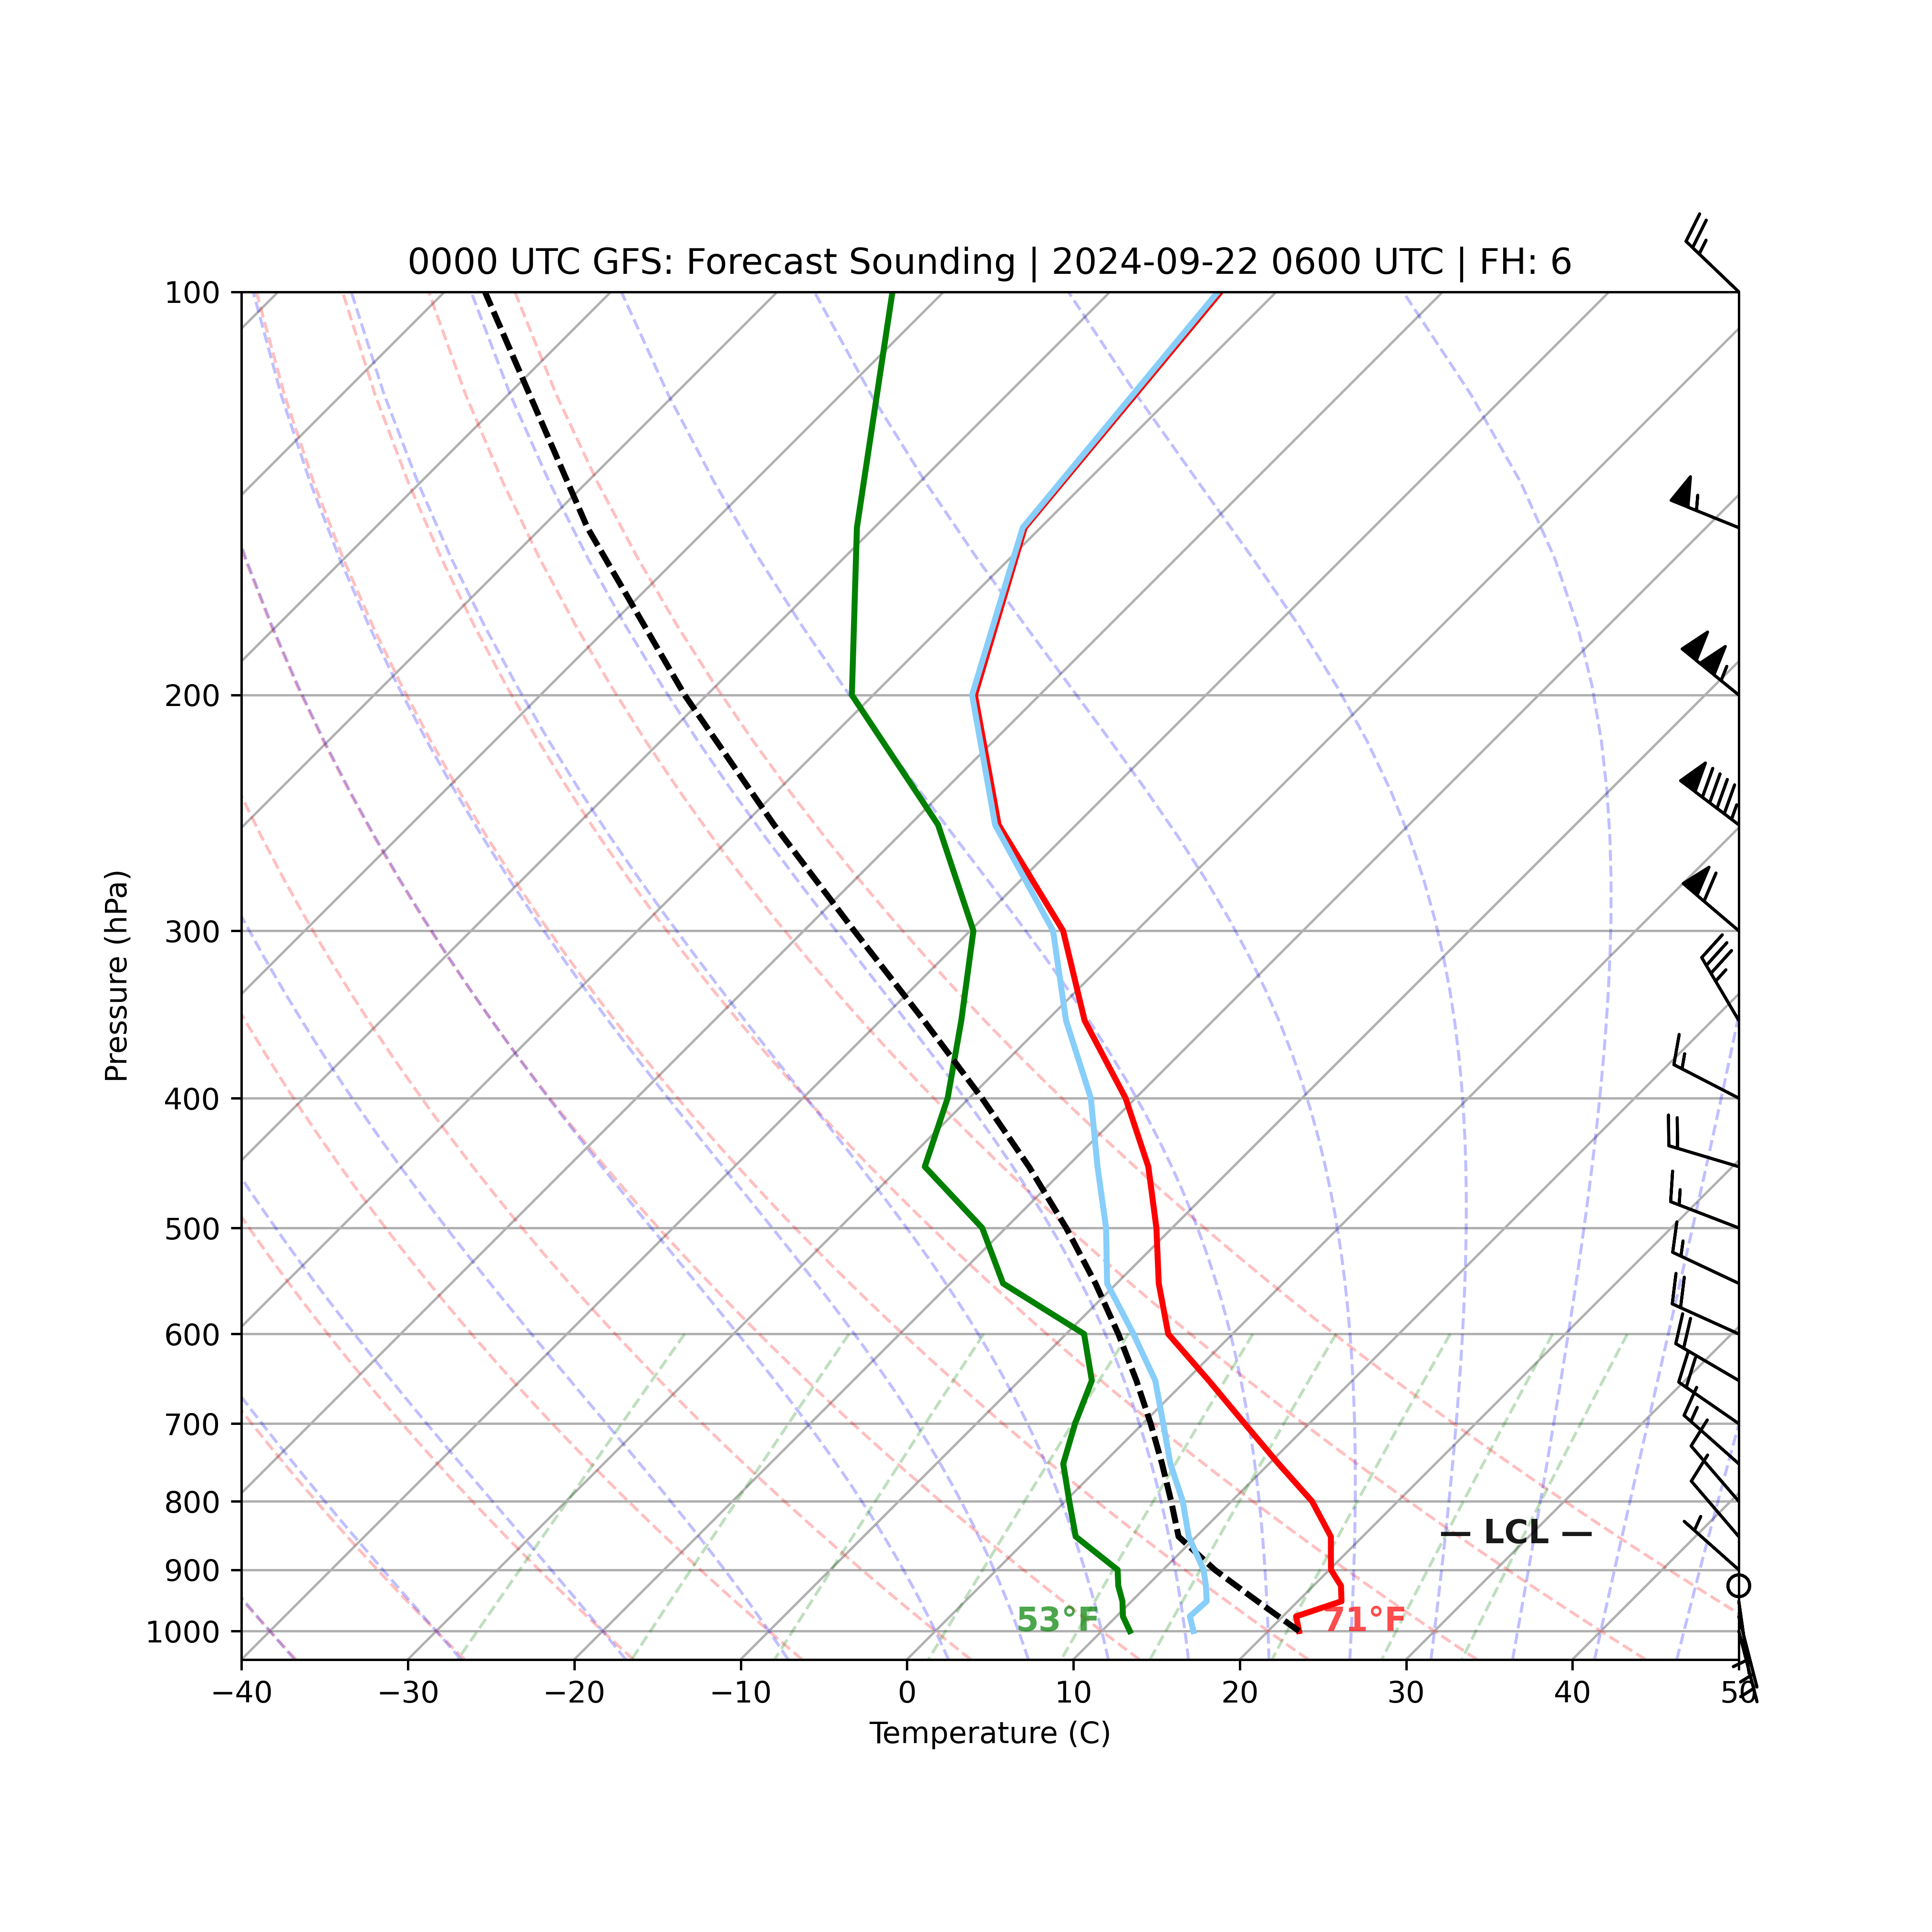 0000 UTC GFS: Forecast Sounding | 2024-09-22 0600 UTC | FH: 6
100
200
300
400
500
600
700
800
900
1000
Pressure (hPa)
— LCL —
53°F
71°F
−40 −30 −20 −10 0 10 20 30 40 50
Temperature (C)